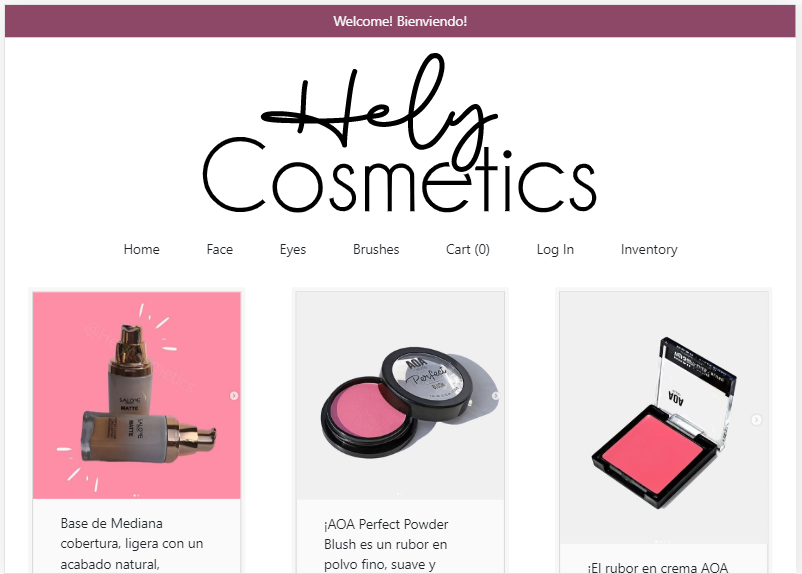 Welcome! Bienviendo!
Hely
Cosmetics
Home Face Eyes Brushes Cart (0) Log In Inventory
SALOME
MATTE
SALOME
MATTE
AOA
Perfect
BLUSH
AOA
Base de Mediana
cobertura, ligera con un
acabado natural,
¡AOA Perfect Powder
Blush es un rubor en
polvo fino, suave y
¡El rubor en crema AOA